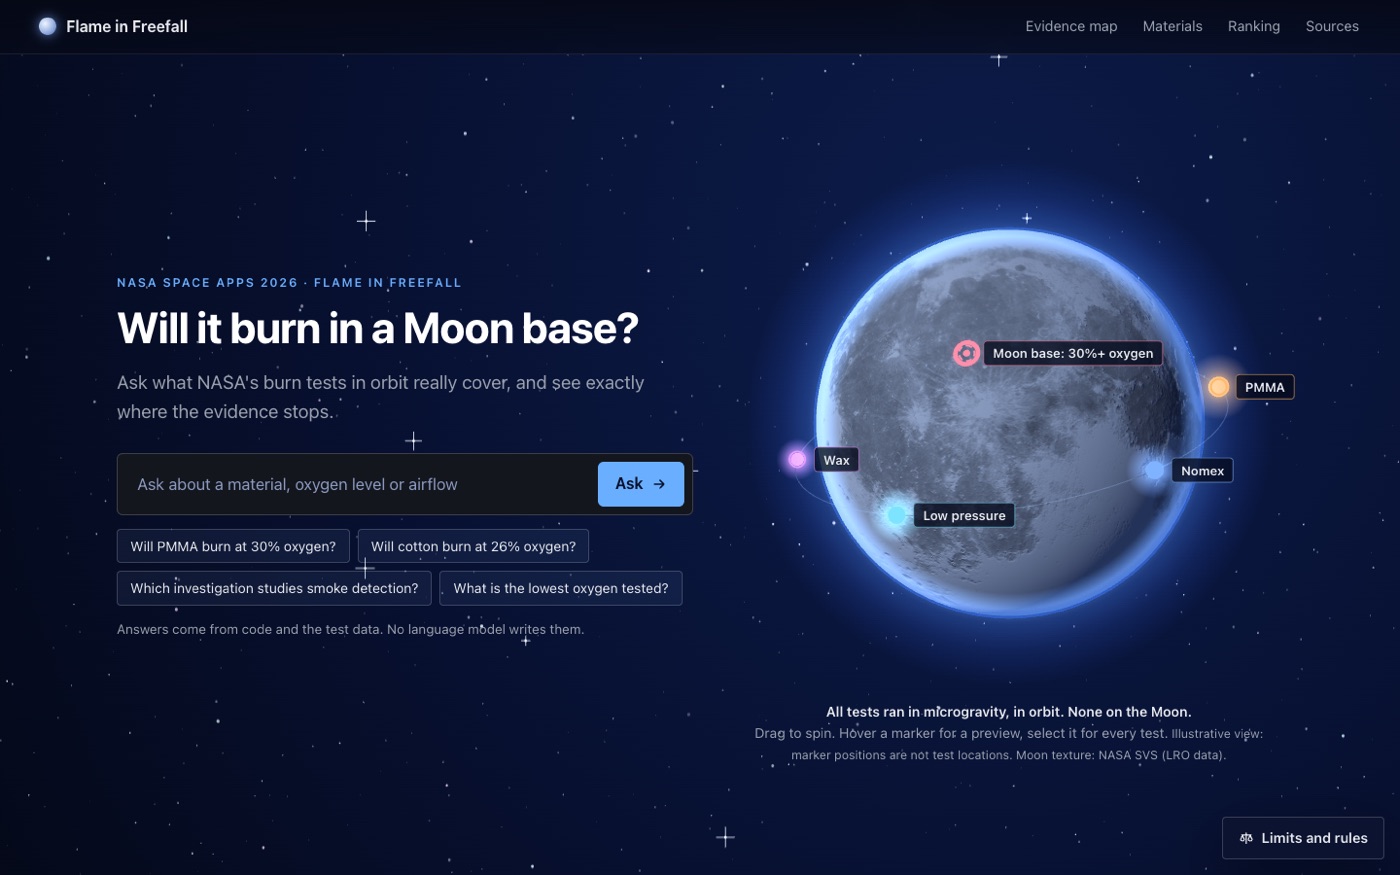 Flame in Freefall
Evidence map
Materials
Ranking
Sources
NASA SPACE APPS 2026 · FLAME IN FREEFALL
Will it burn in a Moon base?
Ask what NASA's burn tests in orbit really cover, and see exactly
where the evidence stops.
Ask about a material, oxygen level or airflow
Ask →
Will PMMA burn at 30% oxygen?
Will cotton burn at 26% oxygen?
Which investigation studies smoke detection?
What is the lowest oxygen tested?
Answers come from code and the test data. No language model writes them.
Moon base: 30%+ oxygen
PMMA
Wax
Nomex
Low pressure
All tests ran in microgravity, in orbit. None on the Moon.
Drag to spin. Hover a marker for a preview, select it for every test. Illustrative view:
marker positions are not test locations. Moon texture: NASA SVS (LRO data).
Limits and rules